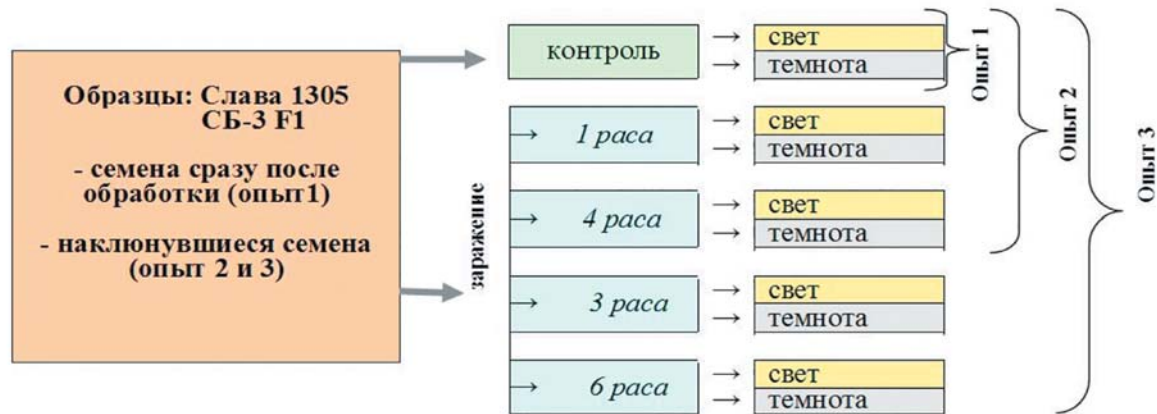 Образцы: Слава 1305
СБ-3 F1
- семена сразу после
обработки (опыт1)
- наклюнувшиеся семена
(опыт 2 и 3)
заражение
контроль
→ свет
→ темнота
→ 1 раса
→ свет
→ темнота
→ 4 раса
→ свет
→ темнота
→ 3 раса
→ свет
→ темнота
→ 6 раса
→ свет
→ темнота
Опыт 1
Опыт 2
Опыт 3